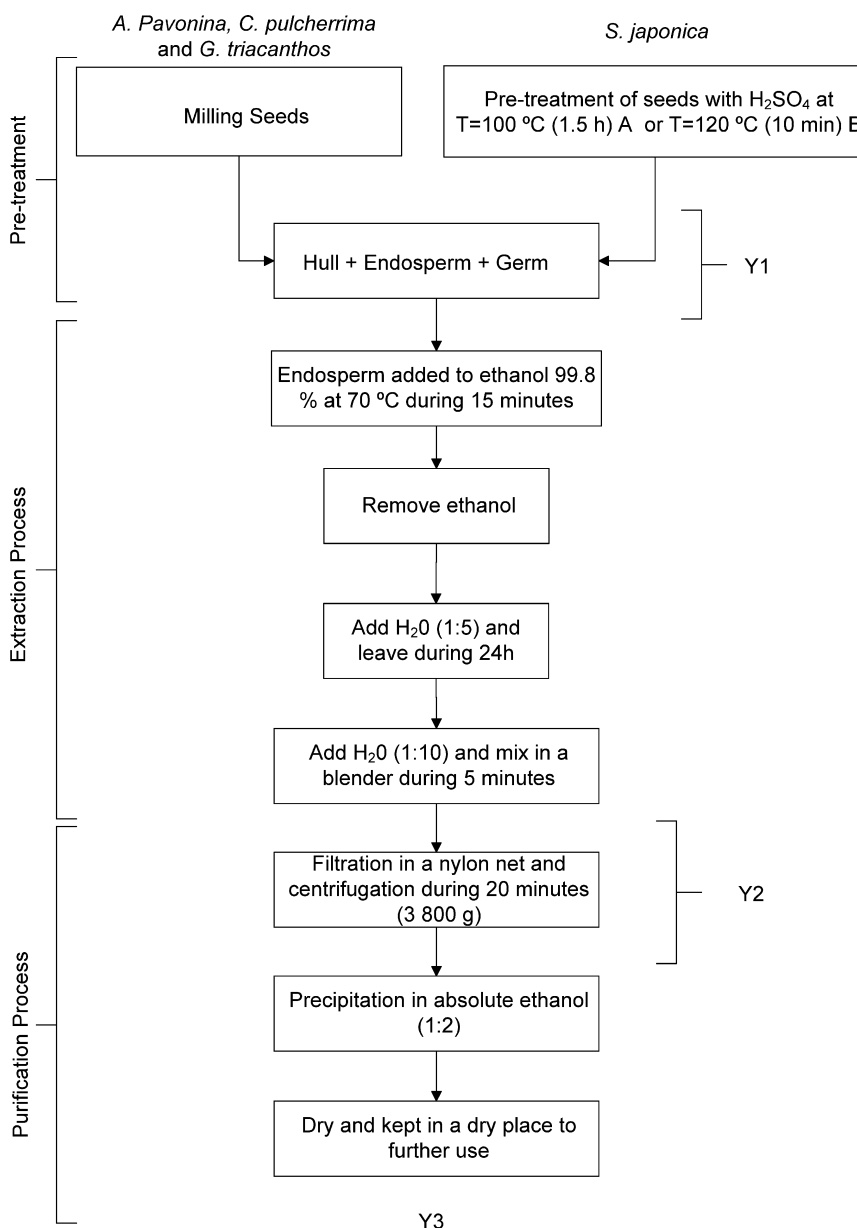 A. Pavonina, C. pulcherrima
and G. triacanthos
S. japonica
Pre-treatment
Milling Seeds
Pre-treatment of seeds with H₂SO₄ at
T=100 ºC (1.5 h) A or T=120 ºC (10 min) B
Hull + Endosperm + Germ
Y1
Extraction Process
Endosperm added to ethanol 99.8
% at 70 ºC during 15 minutes
Remove ethanol
Add H₂0 (1:5) and
leave during 24h
Add H₂0 (1:10) and mix in a
blender during 5 minutes
Purification Process
Filtration in a nylon net and
centrifugation during 20 minutes
(3 800 g)
Y2
Precipitation in absolute ethanol
(1:2)
Dry and kept in a dry place to
further use
Y3